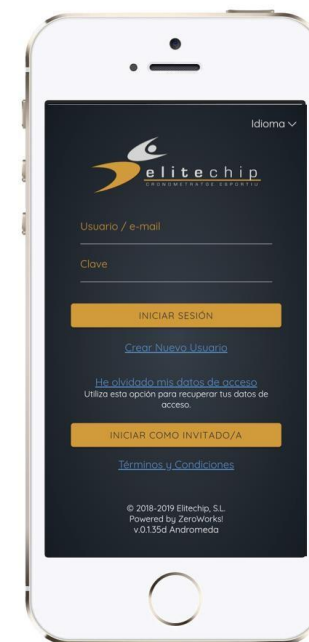 Idioma
elitechip
CRONOMETRATGE ESPORTIU
Usuario / e-mail
Clave
INICIAR SESIÓN
Crear Nuevo Usuario
He olvidado mis datos de acceso
Utiliza esta opción para recuperar tus datos de
acceso.
INICIAR COMO INVITADO/A
Términos y Condiciones
© 2018-2019 Elitechip, S.L.
Powered by ZeroWorks!
v.0.1.35d Andromeda